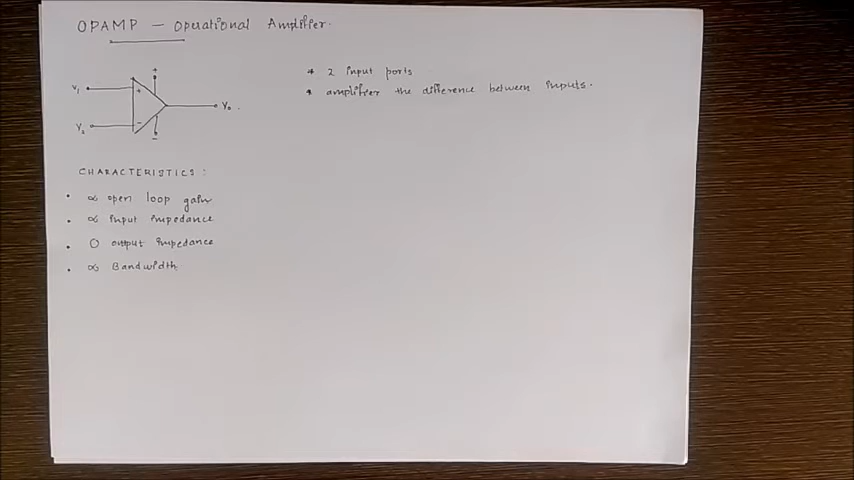 OPAMP - Operational Amplifier.
* 2 input ports
* amplifier the difference between inputs.
V1 + + V0
V2 - -
CHARACTERISTICS :
• ∞ open loop gain
• ∞ input impedance
• 0 output impedance
• ∞ Bandwidth.